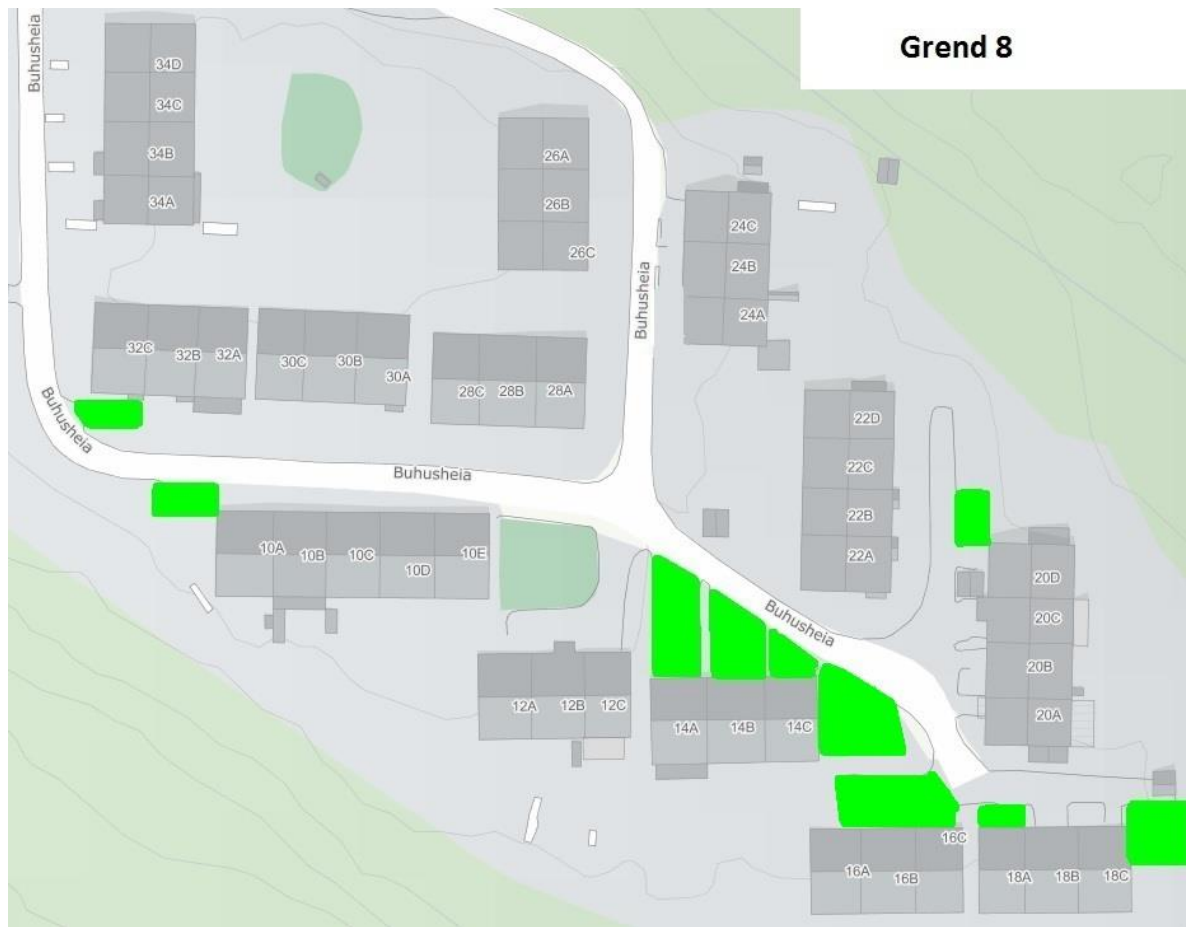 Grend 8
Buhusheia
34D
34C
34B
34A
26A
26B
26C
24C
24B
24A
Buhusheia
32C
32B
32A
30C
30B
30A
28C
28B
28A
22D
22C
22B
22A
Buhusheia
Buhusheia
10A
10B
10C
10D
10E
20D
20C
20B
20A
Buhusheia
12A
12B
12C
14A
14B
14C
16A
16B
16C
18A
18B
18C